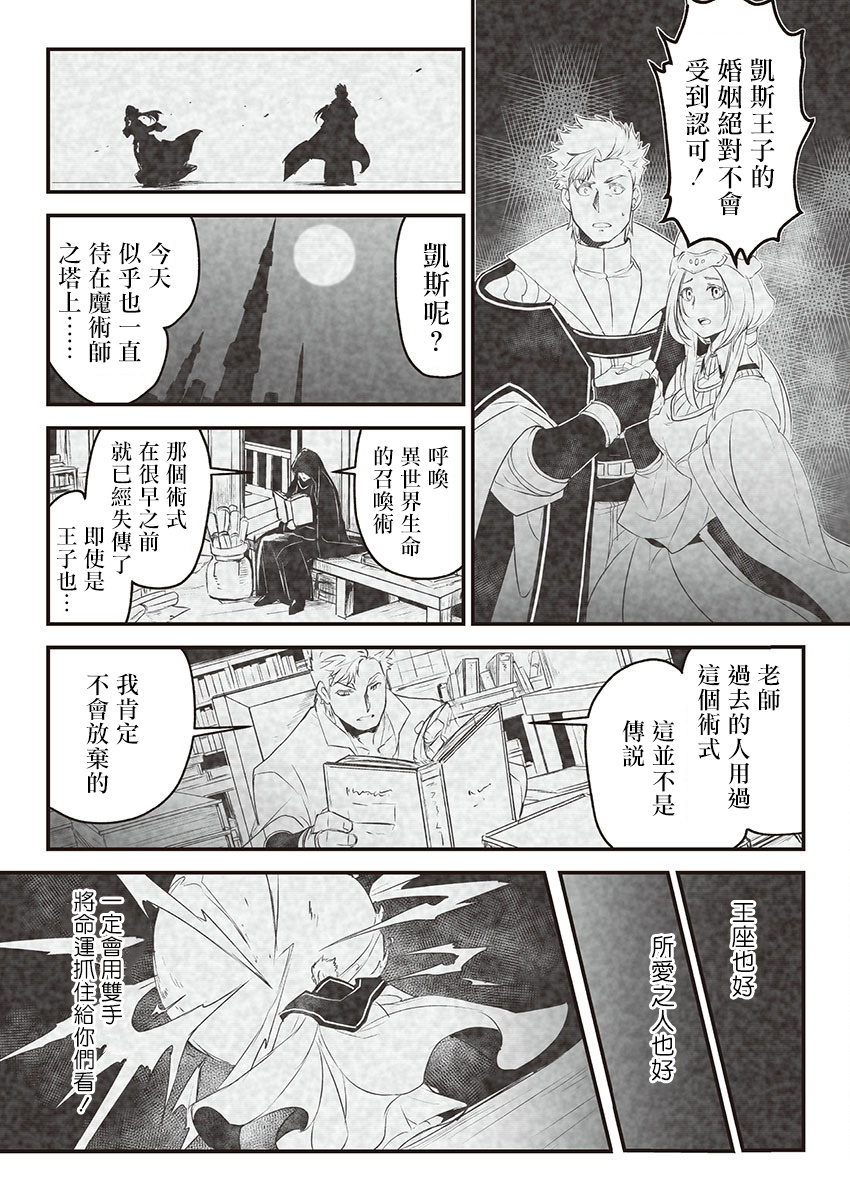 凱斯王子的
婚姻絕對不會
受到認可！
凱斯呢？
今天
似乎也一直
待在魔術師
之塔上……
呼喚
異世界生命
的召喚術
那個術式
在很早之前
就已經失傳了
即使是
王子也…
老師
過去的人用過
這個術式
這並不是
傳説
我肯定
不會放棄的
王座也好
所愛之人也好
一定會用雙手
將命運抓住給你們看！